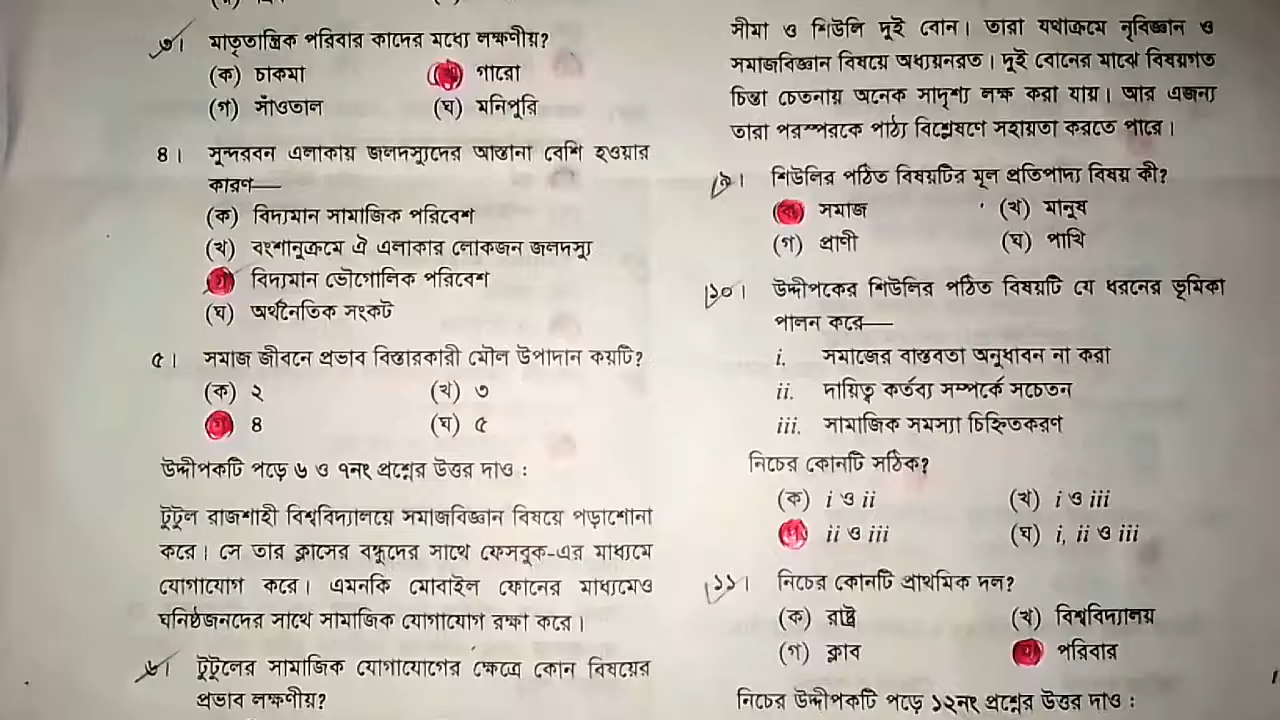 ৩। মাতৃতান্ত্রিক পরিবার কাদের মধ্যে লক্ষণীয়?
(ক) চাকমা (খ) গারো
(গ) সাঁওতাল (ঘ) মনিপুরি
৪। সুন্দরবন এলাকায় জলদস্যুদের আস্তানা বেশি হওয়ার
কারণ—
(ক) বিদ্যমান সামাজিক পরিবেশ
(খ) বংশানুক্রমে ঐ এলাকার লোকজন জলদস্যু
(গ) বিদ্যমান ভৌগোলিক পরিবেশ
(ঘ) অর্থনৈতিক সংকট
৫। সমাজ জীবনে প্রভাব বিস্তারকারী মৌল উপাদান কয়টি?
(ক) ২ (খ) ৩
(গ) ৪ (ঘ) ৫
উদ্দীপকটি পড়ে ৬ ও ৭নং প্রশ্নের উত্তর দাও :
টুটুল রাজশাহী বিশ্ববিদ্যালয়ে সমাজবিজ্ঞান বিষয়ে পড়াশোনা
করে। সে তার ক্লাসের বন্ধুদের সাথে ফেসবুক-এর মাধ্যমে
যোগাযোগ করে। এমনকি মোবাইল ফোনের মাধ্যমেও
ঘনিষ্ঠজনদের সাথে সামাজিক যোগাযোগ রক্ষা করে।
৬। টুটুলের সামাজিক যোগাযোগের ক্ষেত্রে কোন বিষয়ের
প্রভাব লক্ষণীয়?
সীমা ও শিউলি দুই বোন। তারা যথাক্রমে নৃবিজ্ঞান ও
সমাজবিজ্ঞান বিষয়ে অধ্যয়নরত। দুই বোনের মাঝে বিষয়গত
চিন্তা চেতনায় অনেক সাদৃশ্য লক্ষ করা যায়। আর এজন্য
তারা পরস্পরকে পাঠ্য বিশ্লেষণে সহায়তা করতে পারে।
৯। শিউলির পঠিত বিষয়টির মূল প্রতিপাদ্য বিষয় কী?
(ক) সমাজ (খ) মানুষ
(গ) প্রাণী (ঘ) পাখি
১০। উদ্দীপকের শিউলির পঠিত বিষয়টি যে ধরনের ভূমিকা
পালন করে—
i. সমাজের বাস্তবতা অনুধাবন না করা
ii. দায়িত্ব কর্তব্য সম্পর্কে সচেতন
iii. সামাজিক সমস্যা চিহ্নিতকরণ
নিচের কোনটি সঠিক?
(ক) i ও ii (খ) i ও iii
(গ) ii ও iii (ঘ) i, ii ও iii
১১। নিচের কোনটি প্রাথমিক দল?
(ক) রাষ্ট্র (খ) বিশ্ববিদ্যালয়
(গ) ক্লাব (ঘ) পরিবার
নিচের উদ্দীপকটি পড়ে ১২নং প্রশ্নের উত্তর দাও :